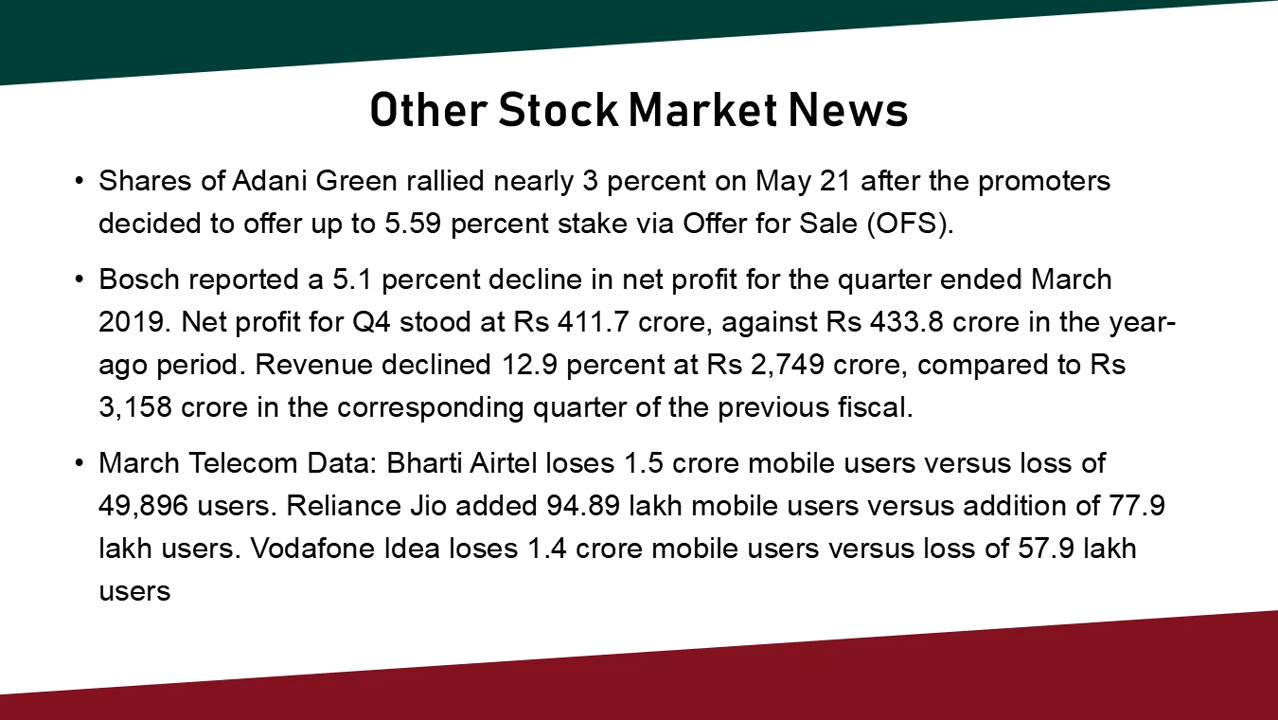 Other Stock Market News
• Shares of Adani Green rallied nearly 3 percent on May 21 after the promoters
decided to offer up to 5.59 percent stake via Offer for Sale (OFS).
• Bosch reported a 5.1 percent decline in net profit for the quarter ended March
2019. Net profit for Q4 stood at Rs 411.7 crore, against Rs 433.8 crore in the year-
ago period. Revenue declined 12.9 percent at Rs 2,749 crore, compared to Rs
3,158 crore in the corresponding quarter of the previous fiscal.
• March Telecom Data: Bharti Airtel loses 1.5 crore mobile users versus loss of
49,896 users. Reliance Jio added 94.89 lakh mobile users versus addition of 77.9
lakh users. Vodafone Idea loses 1.4 crore mobile users versus loss of 57.9 lakh
users